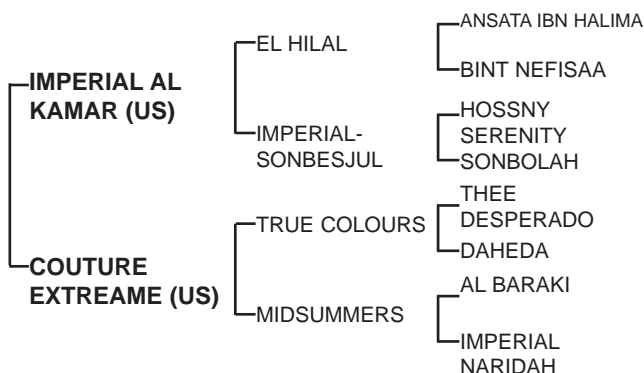 ANSATA IBN HALIMA
EL HILAL
BINT NEFISAA
IMPERIAL AL
KAMAR (US)
HOSSNY
IMPERIAL-
SONBESJUL
SERENITY
SONBOLAH
THEE
DESPERADO
TRUE COLOURS
DAHEDA
COUTURE
EXTREAME (US)
AL BARAKI
MIDSUMMERS
IMPERIAL
NARIDAH